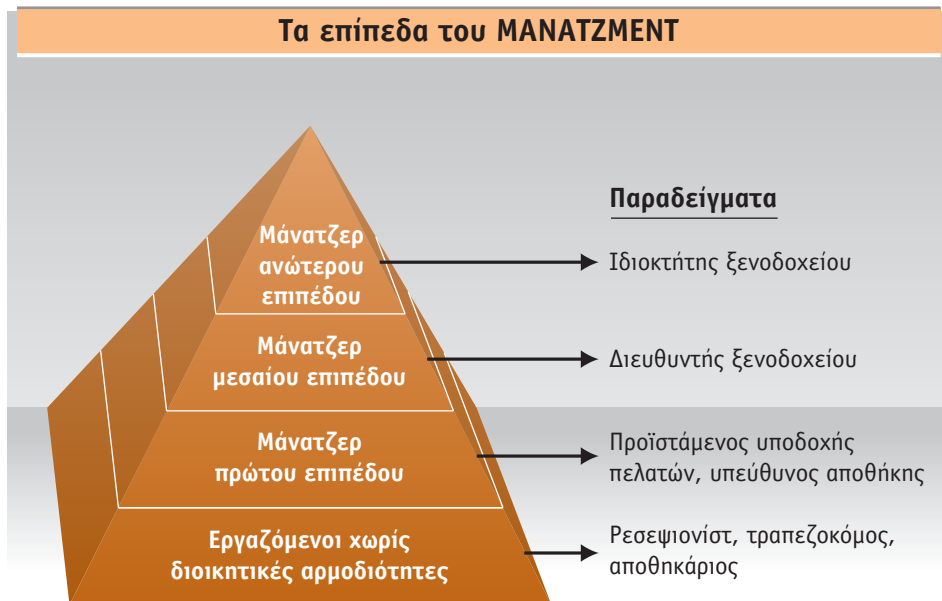 Τα επίπεδα του ΜΑΝΑΤΖΜΕΝΤ
Παραδείγματα
Μάνατζερ
ανώτερου
επιπέδου
Ιδιοκτήτης ξενοδοχείου
Μάνατζερ
μεσαίου επιπέδου
Διευθυντής ξενοδοχείου
Μάνατζερ
πρώτου επιπέδου
Προϊστάμενος υποδοχής
πελατών, υπεύθυνος αποθήκης
Εργαζόμενοι χωρίς
διοικητικές αρμοδιότητες
Ρεσεψιονίστ, τραπεζοκόμος,
αποθηκάριος